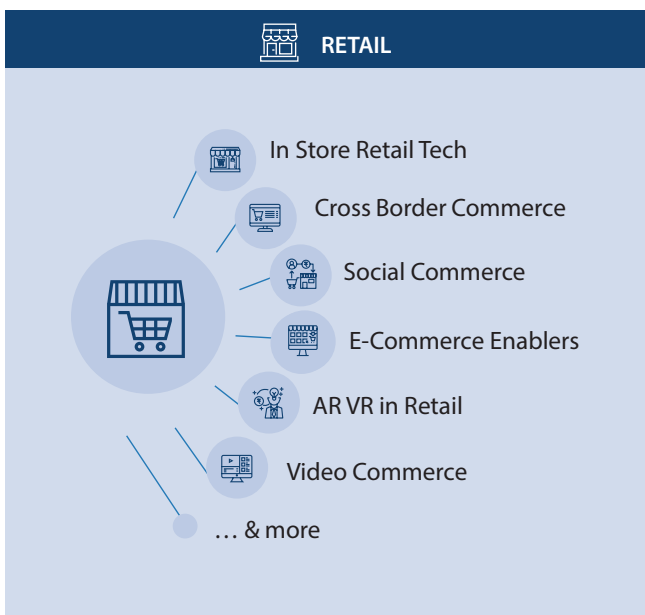 RETAIL
In Store Retail Tech
Cross Border Commerce
Social Commerce
E-Commerce Enablers
AR VR in Retail
Video Commerce
… & more